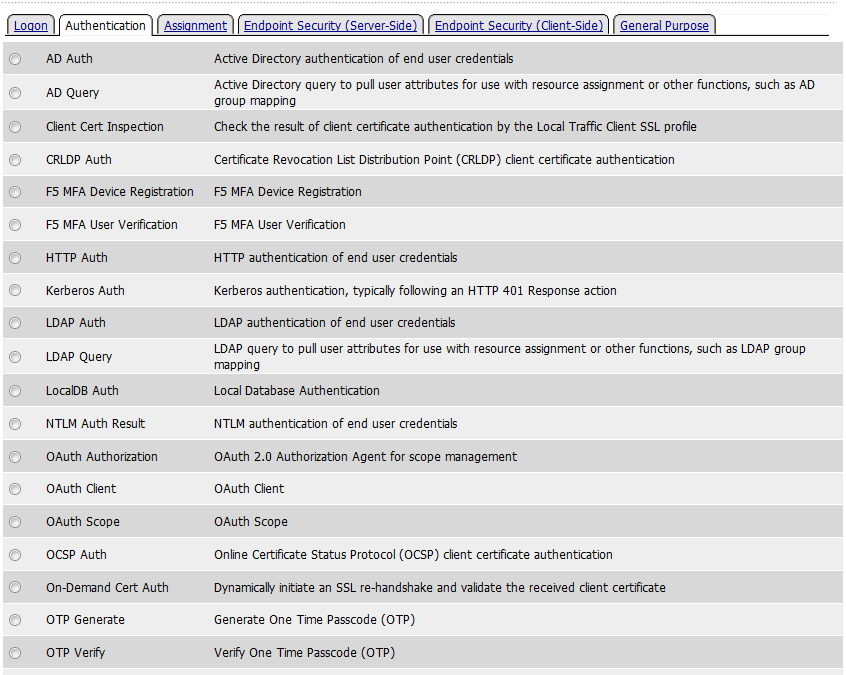 Logon Authentication Assignment Endpoint Security (Server-Side) Endpoint Security (Client-Side) General Purpose
AD Auth Active Directory authentication of end user credentials
AD Query Active Directory query to pull user attributes for use with resource assignment or other functions, such as AD
group mapping
Client Cert Inspection Check the result of client certificate authentication by the Local Traffic Client SSL profile
CRLDP Auth Certificate Revocation List Distribution Point (CRLDP) client certificate authentication
F5 MFA Device Registration F5 MFA Device Registration
F5 MFA User Verification F5 MFA User Verification
HTTP Auth HTTP authentication of end user credentials
Kerberos Auth Kerberos authentication, typically following an HTTP 401 Response action
LDAP Auth LDAP authentication of end user credentials
LDAP Query LDAP query to pull user attributes for use with resource assignment or other functions, such as LDAP group
mapping
LocalDB Auth Local Database Authentication
NTLM Auth Result NTLM authentication of end user credentials
OAuth Authorization OAuth 2.0 Authorization Agent for scope management
OAuth Client OAuth Client
OAuth Scope OAuth Scope
OCSP Auth Online Certificate Status Protocol (OCSP) client certificate authentication
On-Demand Cert Auth Dynamically initiate an SSL re-handshake and validate the received client certificate
OTP Generate Generate One Time Passcode (OTP)
OTP Verify Verify One Time Passcode (OTP)